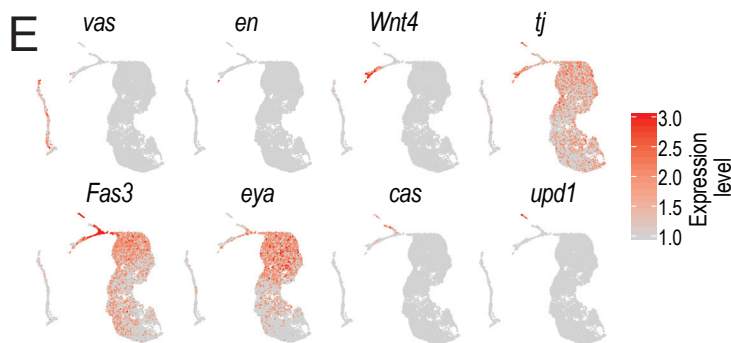 E
vas en Wnt4 tj
Fas3 eya cas upd1
3.0
2.5
2.0
1.5
1.0
Expression
level